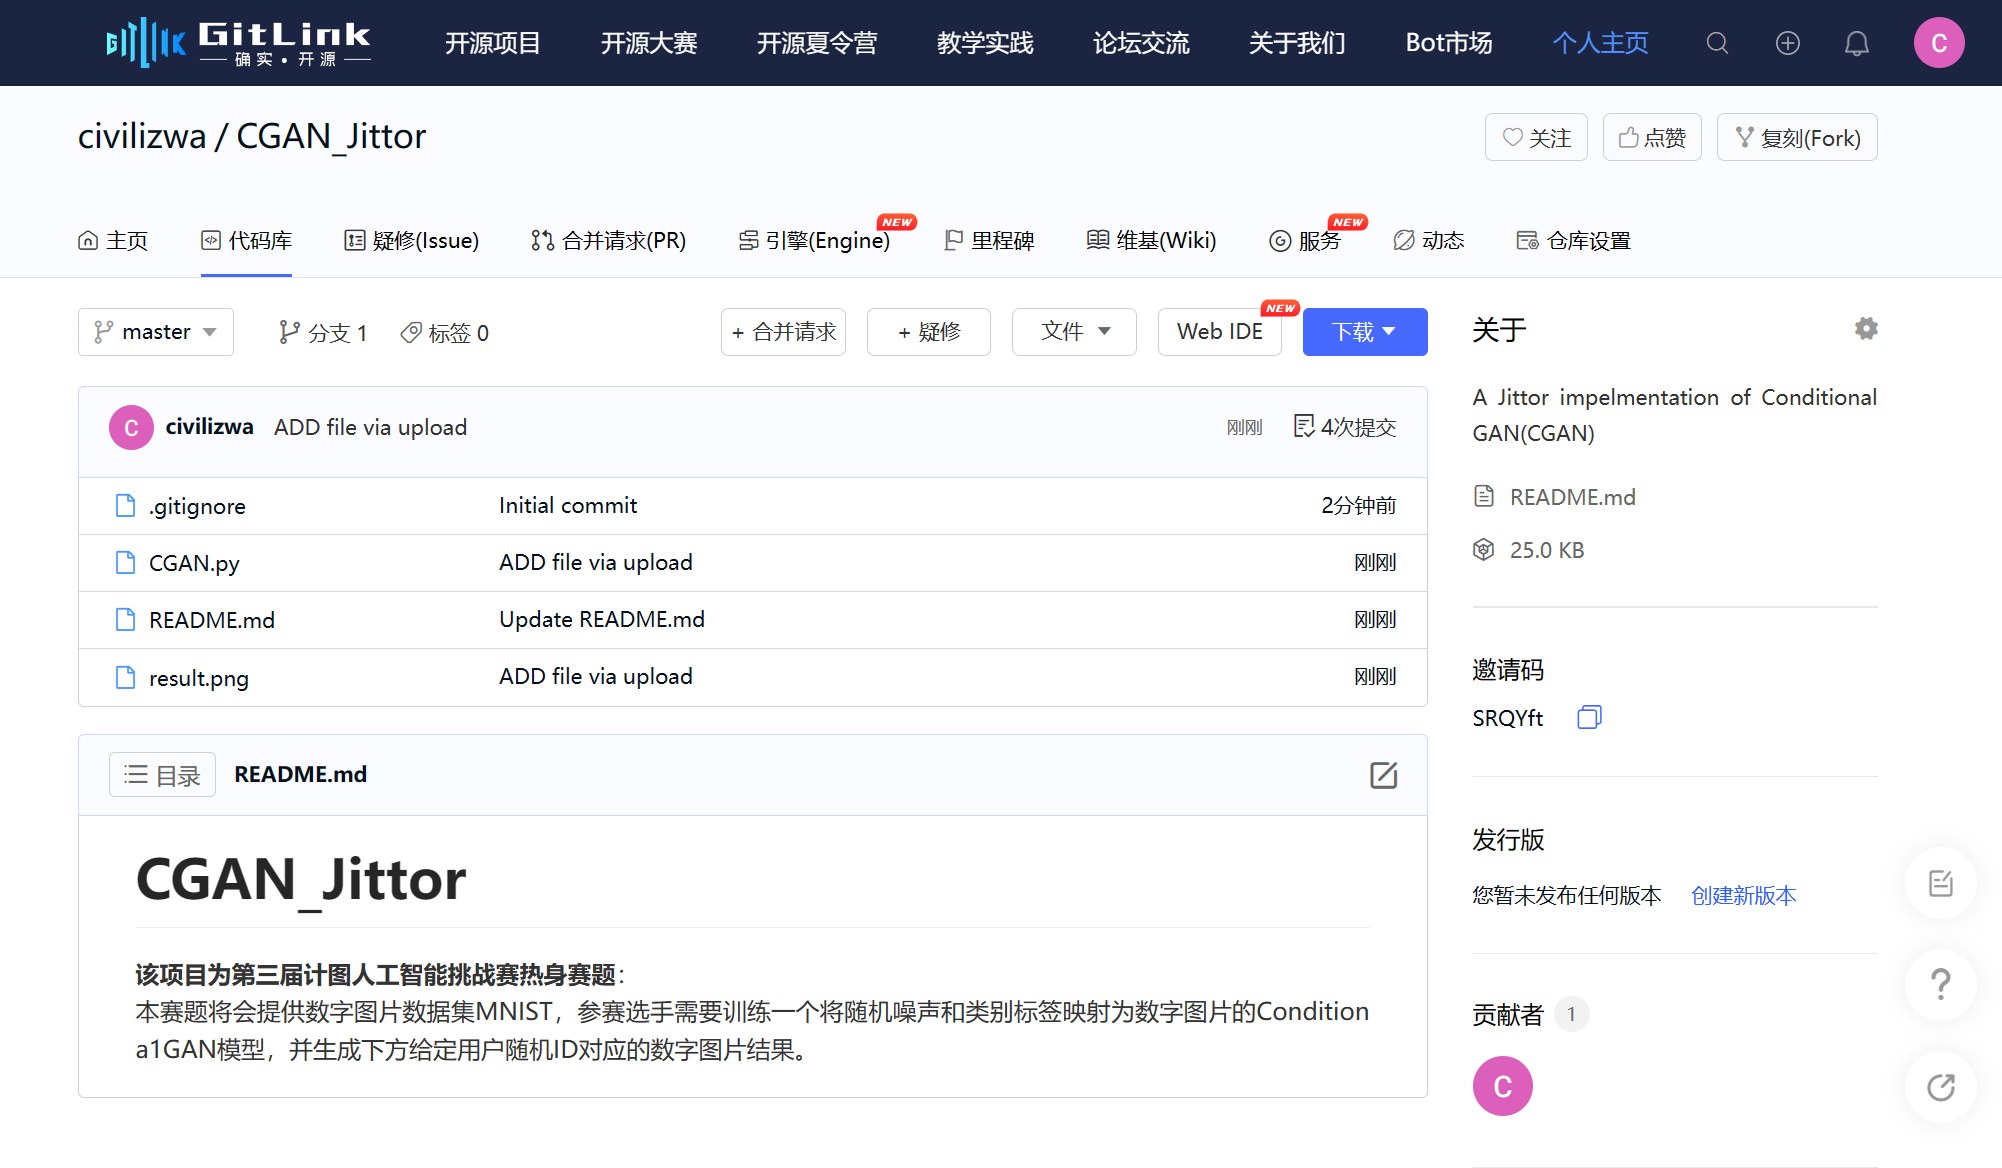 GitLink
确实·开源
开源项目 开源大赛 开源夏令营 教学实践 论坛交流 关于我们 Bot市场 个人主页 C
civilizwa / CGAN_Jittor
关注 点赞 复刻(Fork)
主页 代码库 疑修(Issue) 合并请求(PR) 引擎(Engine) NEW 里程碑 维基(Wiki) 服务 NEW 动态 仓库设置
master 分支 1 标签 0 + 合并请求 + 疑修 文件 Web IDE NEW 下载
C civilizwa ADD file via upload 刚刚 4次提交
.gitignore Initial commit 2分钟前
CGAN.py ADD file via upload 刚刚
README.md Update README.md 刚刚
result.png ADD file via upload 刚刚
目录 README.md
CGAN_Jittor
该项目为第三届计图人工智能挑战赛热身赛题：
本赛题将会提供数字图片数据集MNIST，参赛选手需要训练一个将随机噪声和类别标签映射为数字图片的Condition
a1GAN模型，并生成下方给定用户随机ID对应的数字图片结果。
关于
A Jittor impelmentation of Conditional
GAN(CGAN)
README.md
25.0 KB
邀请码
SRQYft
发行版
您暂未发布任何版本 创建新版本
贡献者 1
C